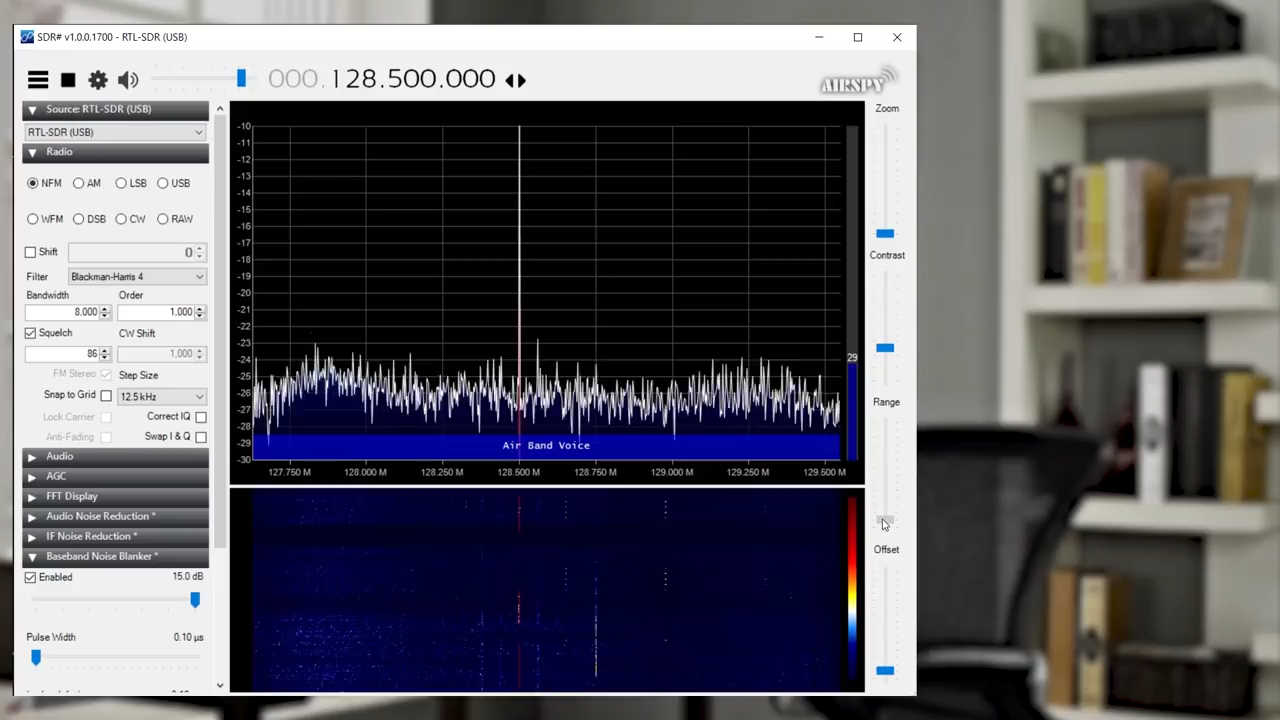 SDR# v1.0.0.1700 - RTL-SDR (USB)
000.128.500.000
AIRSPY
Source: RTL-SDR (USB)
RTL-SDR (USB)
Radio
NFM AM LSB USB
WFM DSB CW RAW
Shift 0
Filter Blackman-Harris 4
Bandwidth Order
8.000 1.000
Squelch CW Shift
86 1,000
FM Stereo Step Size
Snap to Grid 12.5 kHz
Lock Carrier Correct IQ
Anti-Fading Swap I & Q
Audio
AGC
FFT Display
Audio Noise Reduction *
IF Noise Reduction *
Baseband Noise Blanker *
Enabled 15.0 dB
Pulse Width 0.10 µs
-10
-11
-12
-13
-14
-15
-16
-17
-18
-19
-20
-21
-22
-23
-24
-25
-26
-27
-28
-29
-30
29
Air Band Voice
127.750 M 128.000 M 128.250 M 128.500 M 128.750 M 129.000 M 129.250 M 129.500 M
Zoom
Contrast
Range
Offset